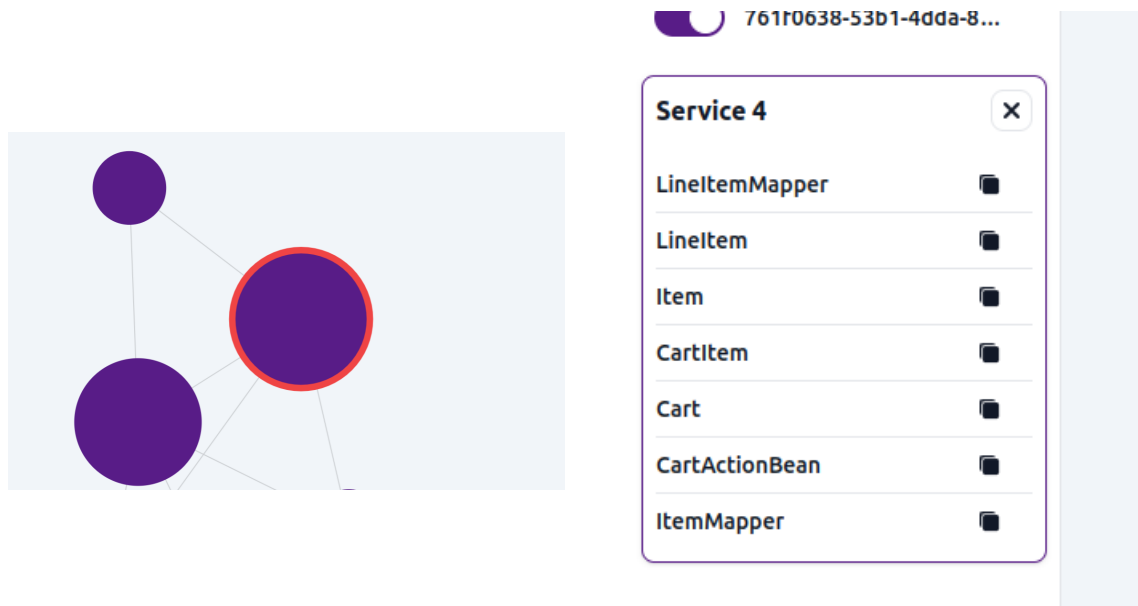 761f0638-53b1-4dda-8...
Service 4
LineItemMapper
LineItem
Item
CartItem
Cart
CartActionBean
ItemMapper